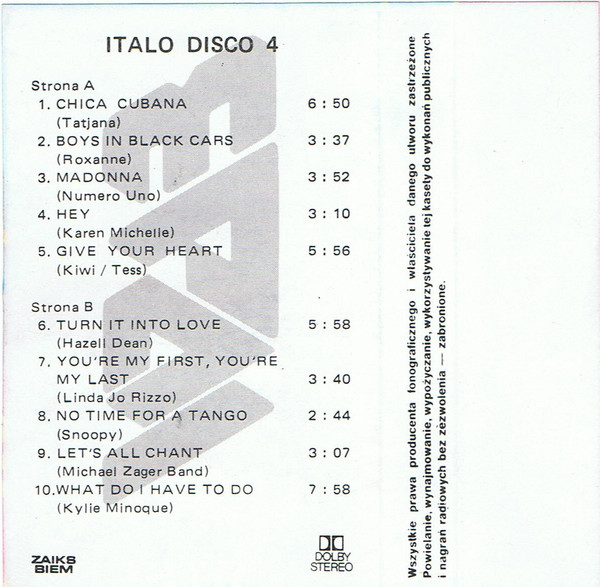 ITALO DISCO 4
Strona A
1. CHICA CUBANA 6 : 50
(Tatjana)
2. BOYS IN BLACK CARS 3 : 37
(Roxanne)
3. MADONNA 3 : 52
(Numero Uno)
4. HEY 3 : 10
(Karen Michelle)
5. GIVE YOUR HEART 5 : 56
(Kiwi / Tess)
Strona B
6. TURN IT INTO LOVE 5 : 58
(Hazell Dean)
7. YOU'RE MY FIRST, YOU'RE
MY LAST 3 : 40
(Linda Jo Rizzo)
8. NO TIME FOR A TANGO 2 : 44
(Snoopy)
9. LET'S ALL CHANT 3 : 07
(Michael Zager Band)
10. WHAT DO I HAVE TO DO 7 : 58
(Kylie Minoque)
ZAIKS
BIEM
DOLBY
STEREO
Wszystkie prawa producenta fonograficznego i właściciela danego utworu zastrzeżone
Powielanie, wynajmowanie, wypożyczanie, wykorzystywanie tej kasety do wykonań publicznych
i nagrań radiowych bez zezwolenia — zabronione.
WAB